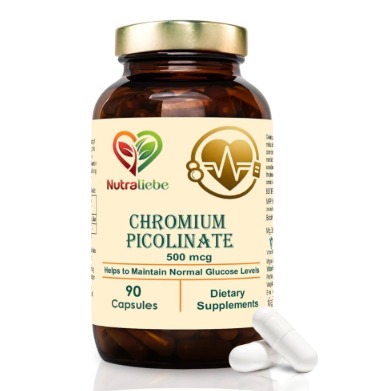 Nutraliebe
CHROMIUM
PICOLINATE
500 mcg
Helps to Maintain Normal Glucose Levels
90
Capsules
Dietary
Supplements